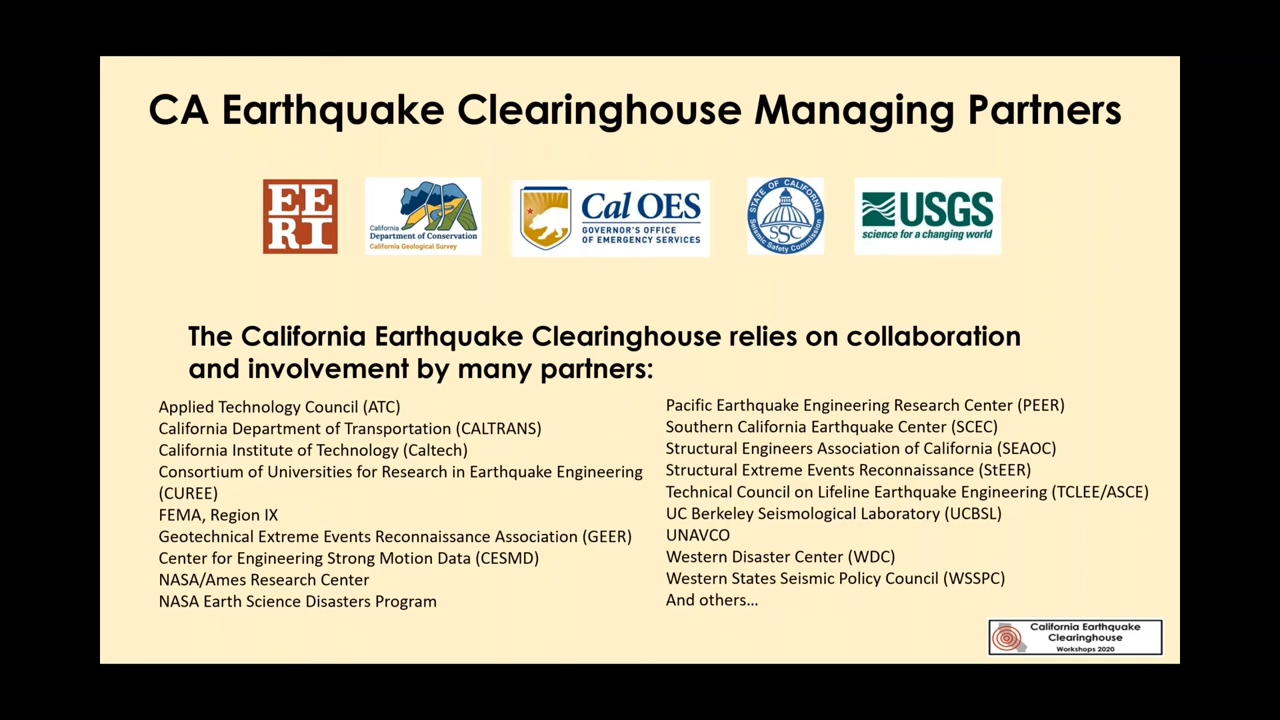 CA Earthquake Clearinghouse Managing Partners
EE
RI
California
Department of Conservation
California Geological Survey
Cal OES
GOVERNOR'S OFFICE
OF EMERGENCY SERVICES
STATE OF CALIFORNIA
SSC
Seismic Safety Commission
USGS
science for a changing world
The California Earthquake Clearinghouse relies on collaboration
and involvement by many partners:
Applied Technology Council (ATC)
California Department of Transportation (CALTRANS)
California Institute of Technology (Caltech)
Consortium of Universities for Research in Earthquake Engineering
(CUREE)
FEMA, Region IX
Geotechnical Extreme Events Reconnaissance Association (GEER)
Center for Engineering Strong Motion Data (CESMD)
NASA/Ames Research Center
NASA Earth Science Disasters Program
Pacific Earthquake Engineering Research Center (PEER)
Southern California Earthquake Center (SCEC)
Structural Engineers Association of California (SEAOC)
Structural Extreme Events Reconnaissance (StEER)
Technical Council on Lifeline Earthquake Engineering (TCLEE/ASCE)
UC Berkeley Seismological Laboratory (UCBSL)
UNAVCO
Western Disaster Center (WDC)
Western States Seismic Policy Council (WSSPC)
And others…
California Earthquake
Clearinghouse
Workshops 2020